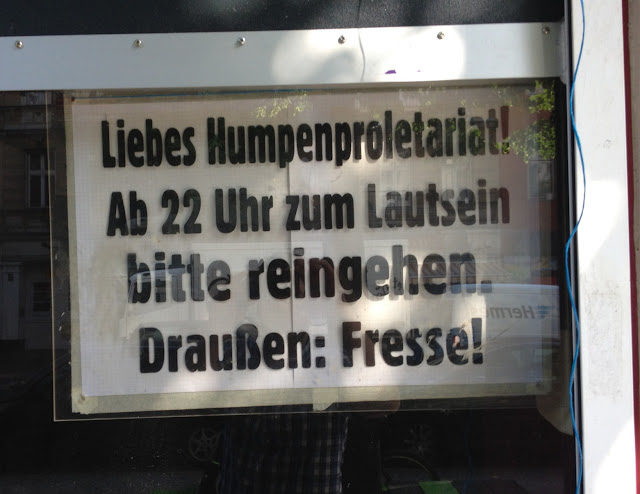 Liebes Humpenproletariat!
Ab 22 Uhr zum Lautsein
bitte reingehen.
Draußen: Fresse!